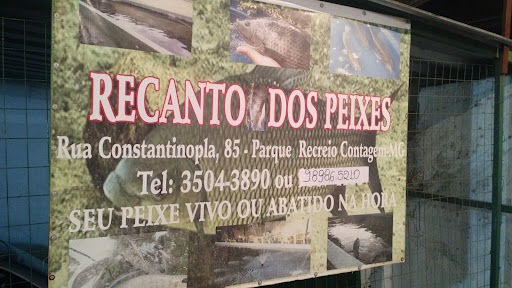 RECANTO DOS PEIXES
Rua Constantinopla, 85 - Parque Recreio Contagem-MG
Tel: 3504-3890 ou 98986 5210
SEU PEIXE VIVO OU ABATIDO NA HORA